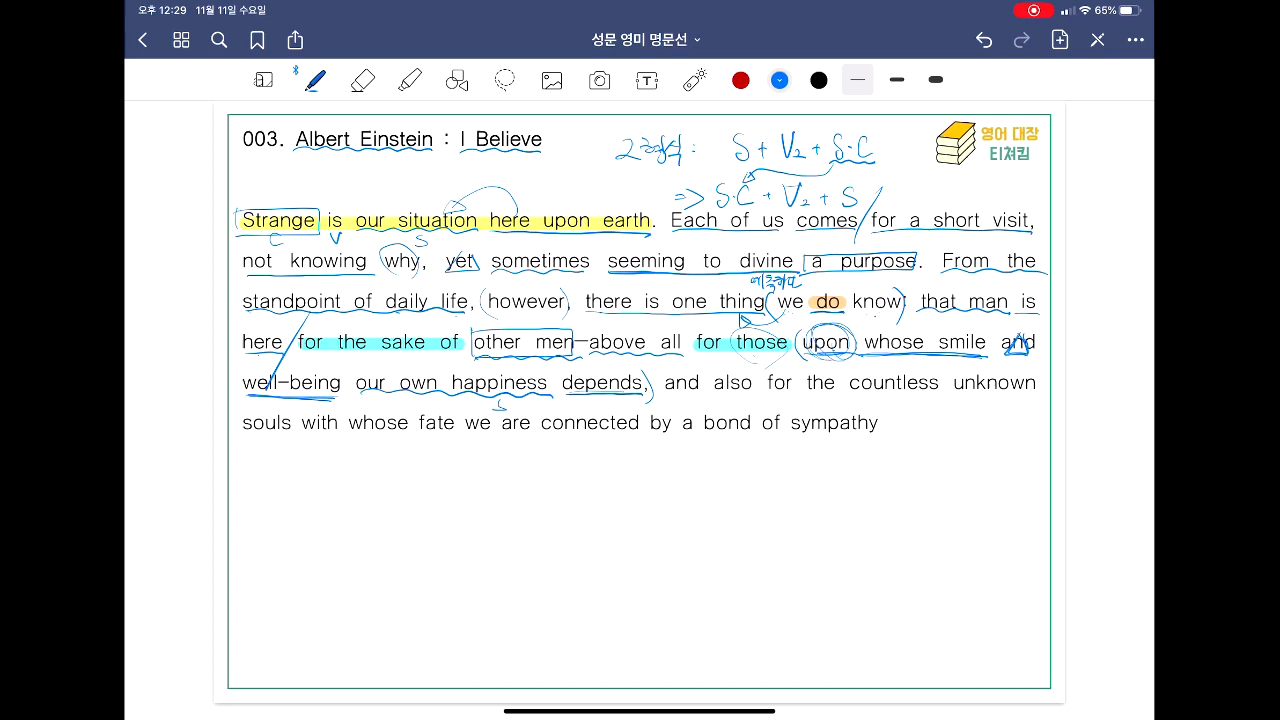 오후 12:29 11월 11일 수요일
65%
성문 영미 명문선
T
003. Albert Einstein : I Believe
2형식 : S + V2 + S·C
영어 대장
티쳐킴
=> S·C + V2 + S
Strange is our situation here upon earth. Each of us comes for a short visit,
C V S
not knowing why, yet sometimes seeming to divine a purpose. From the
예측하다
standpoint of daily life, however, there is one thing we do know: that man is
here for the sake of other men—above all for those upon whose smile and
well-being our own happiness depends, and also for the countless unknown
S
souls with whose fate we are connected by a bond of sympathy